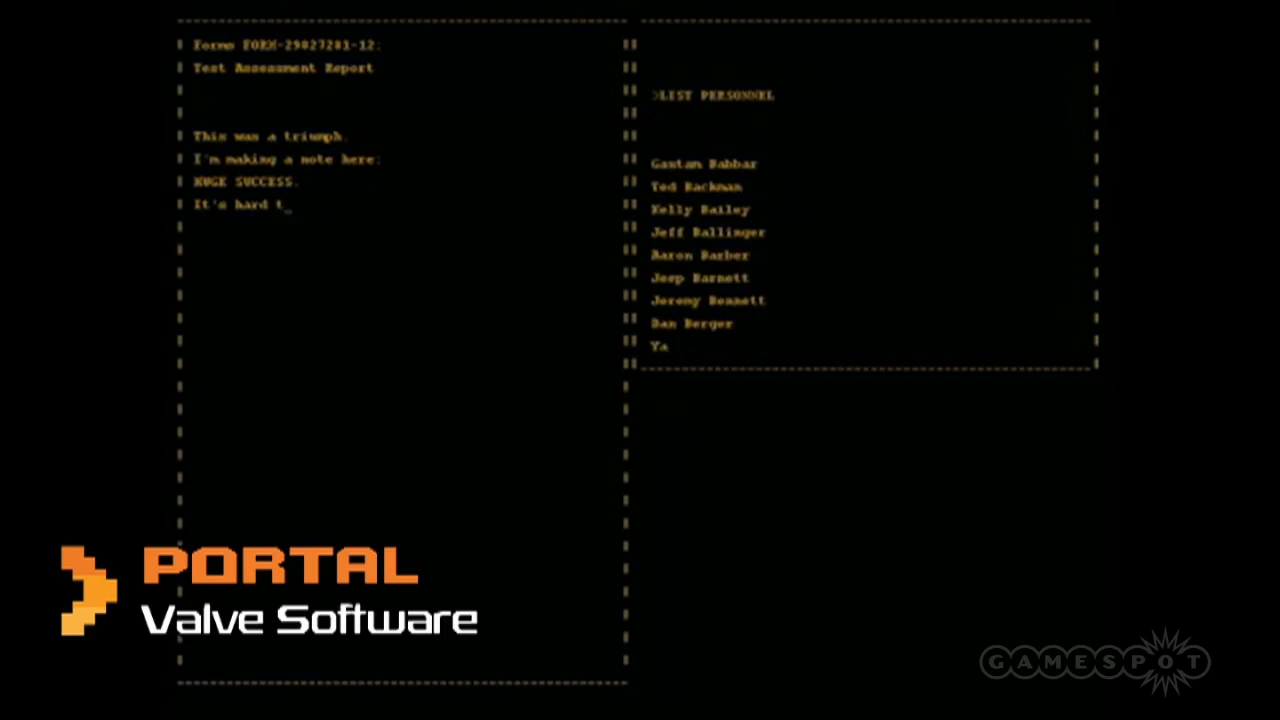 Forms FORM-29827281-12:
Test Assessment Report
This was a triumph.
I'm making a note here:
HUGE SUCCESS.
It's hard t_
>LIST PERSONNEL
Gautam Babbar
Ted Backman
Kelly Bailey
Jeff Ballinger
Aaron Barber
Jeep Barnett
Jeremy Bennett
Dan Berger
Ya
PORTAL
Valve Software
GAMESPOT